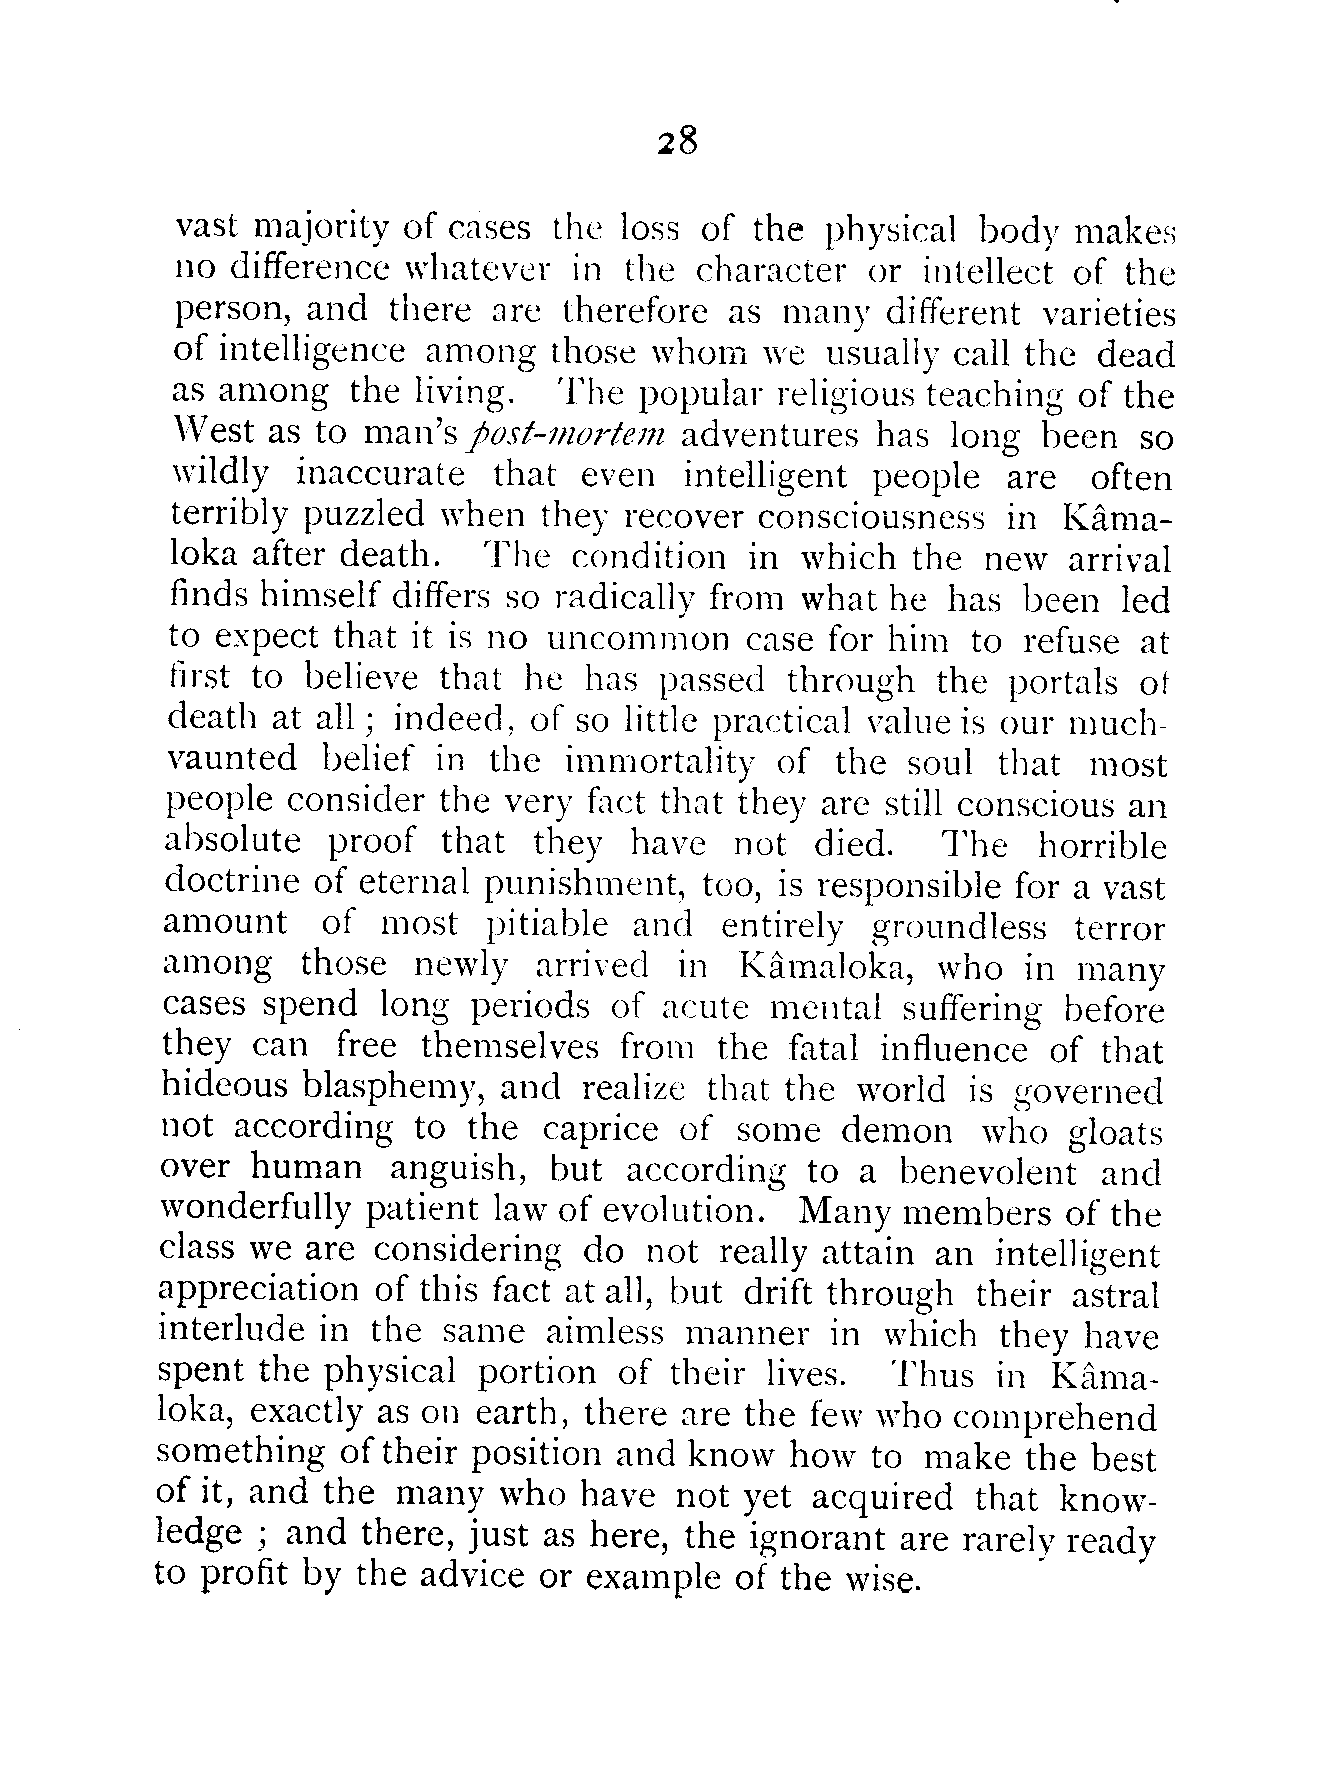 28
vast majority of cases the loss of the physical body makes
no difference whatever in the character or intellect of the
person, and there are therefore as many different varieties
of intelligence among those whom we usually call the dead
as among the living. The popular religious teaching of the
West as to man's post-mortem adventures has long been so
wildly inaccurate that even intelligent people are often
terribly puzzled when they recover consciousness in Kâma-
loka after death. The condition in which the new arrival
finds himself differs so radically from what he has been led
to expect that it is no uncommon case for him to refuse at
first to believe that he has passed through the portals of
death at all ; indeed, of so little practical value is our much-
vaunted belief in the immortality of the soul that most
people consider the very fact that they are still conscious an
absolute proof that they have not died. The horrible
doctrine of eternal punishment, too, is responsible for a vast
amount of most pitiable and entirely groundless terror
among those newly arrived in Kâmaloka, who in many
cases spend long periods of acute mental suffering before
they can free themselves from the fatal influence of that
hideous blasphemy, and realize that the world is governed
not according to the caprice of some demon who gloats
over human anguish, but according to a benevolent and
wonderfully patient law of evolution. Many members of the
class we are considering do not really attain an intelligent
appreciation of this fact at all, but drift through their astral
interlude in the same aimless manner in which they have
spent the physical portion of their lives. Thus in Kâma-
loka, exactly as on earth, there are the few who comprehend
something of their position and know how to make the best
of it, and the many who have not yet acquired that know-
ledge ; and there, just as here, the ignorant are rarely ready
to profit by the advice or example of the wise.